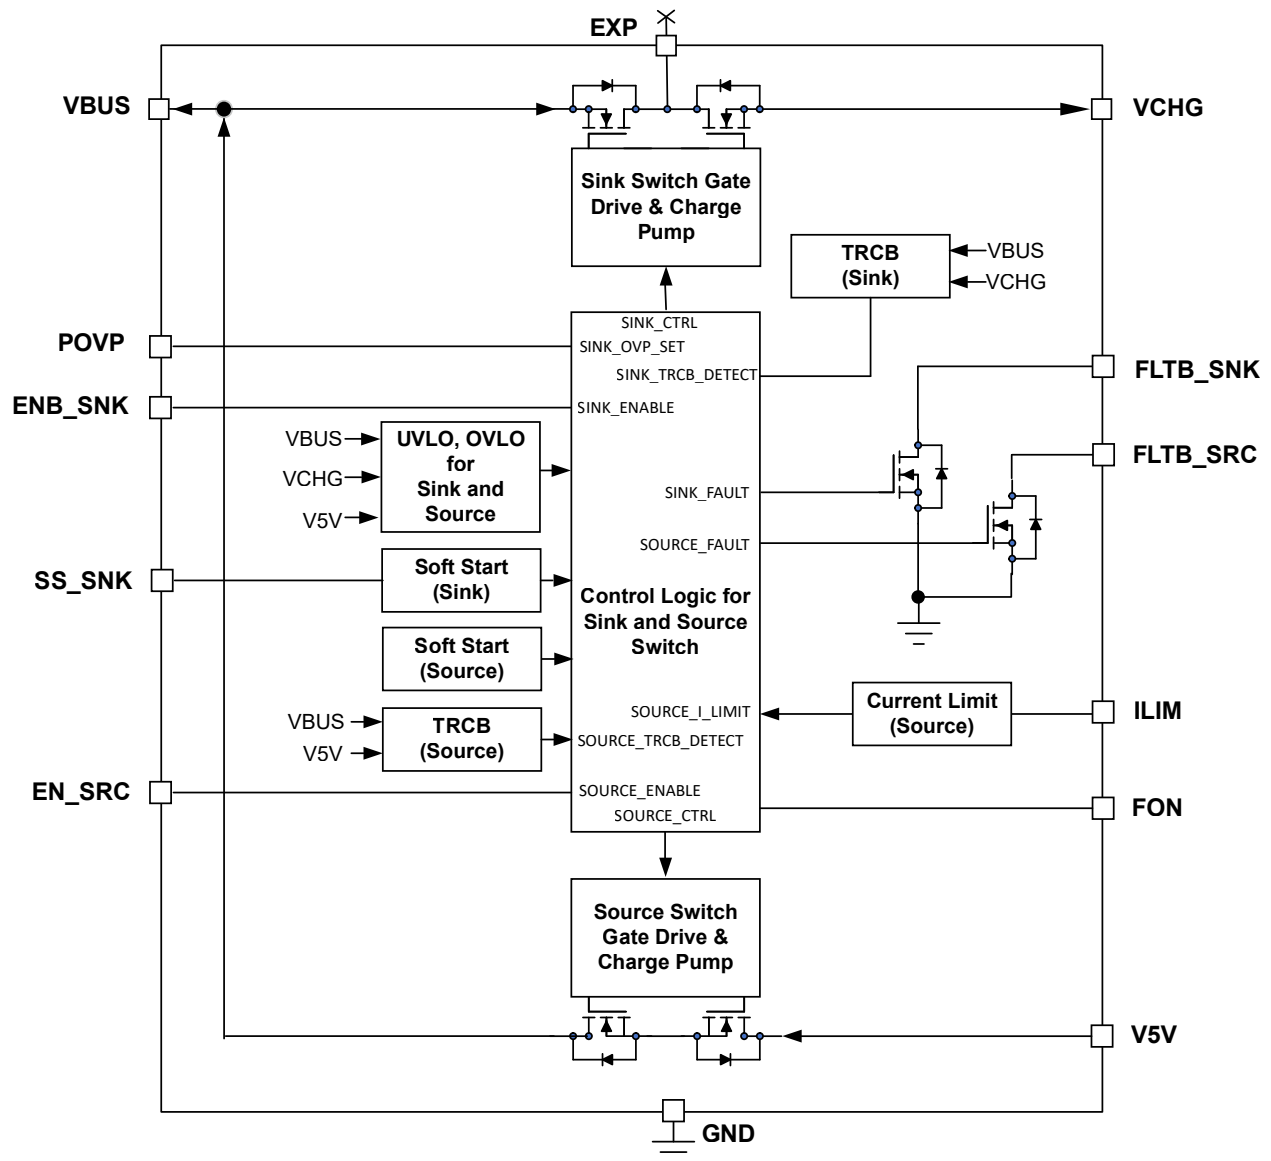 EXP
VBUS
VCHG
Sink Switch Gate
Drive & Charge
Pump
TRCB
(Sink)
VBUS
VCHG
POVP
SINK_CTRL
SINK_OVP_SET
SINK_TRCB_DETECT
FLTB_SNK
ENB_SNK
SINK_ENABLE
VBUS
VCHG
V5V
UVLO, OVLO
for
Sink and
Source
FLTB_SRC
SINK_FAULT
SOURCE_FAULT
SS_SNK
Soft Start
(Sink)
Control Logic for
Sink and Source
Switch
Soft Start
(Source)
VBUS
V5V
TRCB
(Source)
SOURCE_I_LIMIT
SOURCE_TRCB_DETECT
Current Limit
(Source)
ILIM
EN_SRC
SOURCE_ENABLE
SOURCE_CTRL
FON
Source Switch
Gate Drive &
Charge Pump
V5V
GND